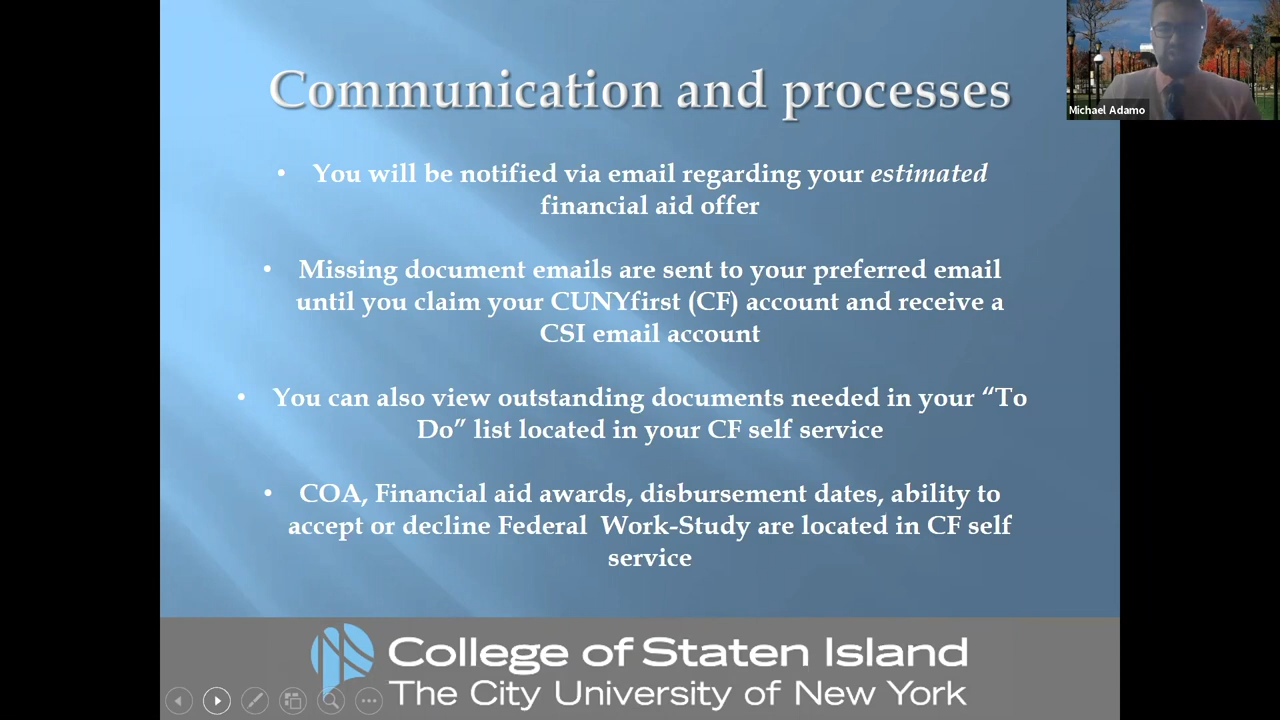 Communication and processes
Michael Adamo
• You will be notified via email regarding your estimated
financial aid offer
• Missing document emails are sent to your preferred email
until you claim your CUNYfirst (CF) account and receive a
CSI email account
• You can also view outstanding documents needed in your “To
Do” list located in your CF self service
• COA, Financial aid awards, disbursement dates, ability to
accept or decline Federal  Work-Study are located in CF self
service
College of Staten Island
The City University of New York